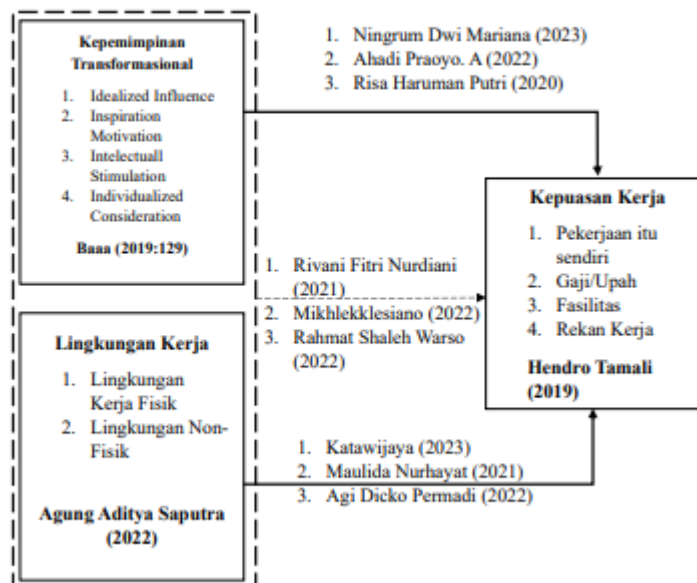 Kepemimpinan
Transformasional
1. Idealized Influence
2. Inspiration
Motivation
3. Intelectuall
Stimulation
4. Individualized
Consideration
Baaa (2019:129)
1. Ningrum Dwi Mariana (2023)
2. Ahadi Praoyo. A (2022)
3. Risa Haruman Putri (2020)
1. Rivani Fitri Nurdiani
(2021)
2. Mikhlekklesiano (2022)
3. Rahmat Shaleh Warso
(2022)
Kepuasan Kerja
1. Pekerjaan itu
sendiri
2. Gaji/Upah
3. Fasilitas
4. Rekan Kerja
Hendro Tamali
(2019)
Lingkungan Kerja
1. Lingkungan
Kerja Fisik
2. Lingkungan Non-
Fisik
Agung Aditya Saputra
(2022)
1. Katawijaya (2023)
2. Maulida Nurhayat (2021)
3. Agi Dicko Permadi (2022)